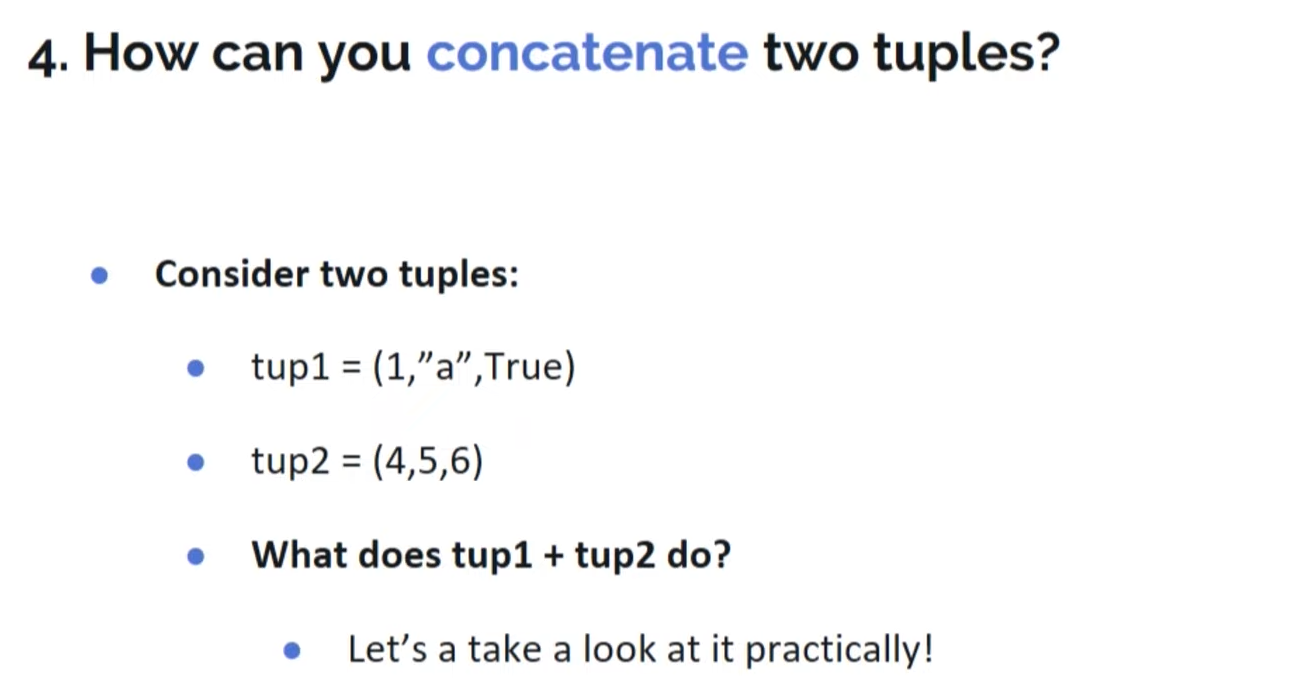 4. How can you concatenate two tuples?
● Consider two tuples:
● tup1 = (1,”a”,True)
● tup2 = (4,5,6)
● What does tup1 + tup2 do?
● Let’s a take a look at it practically!